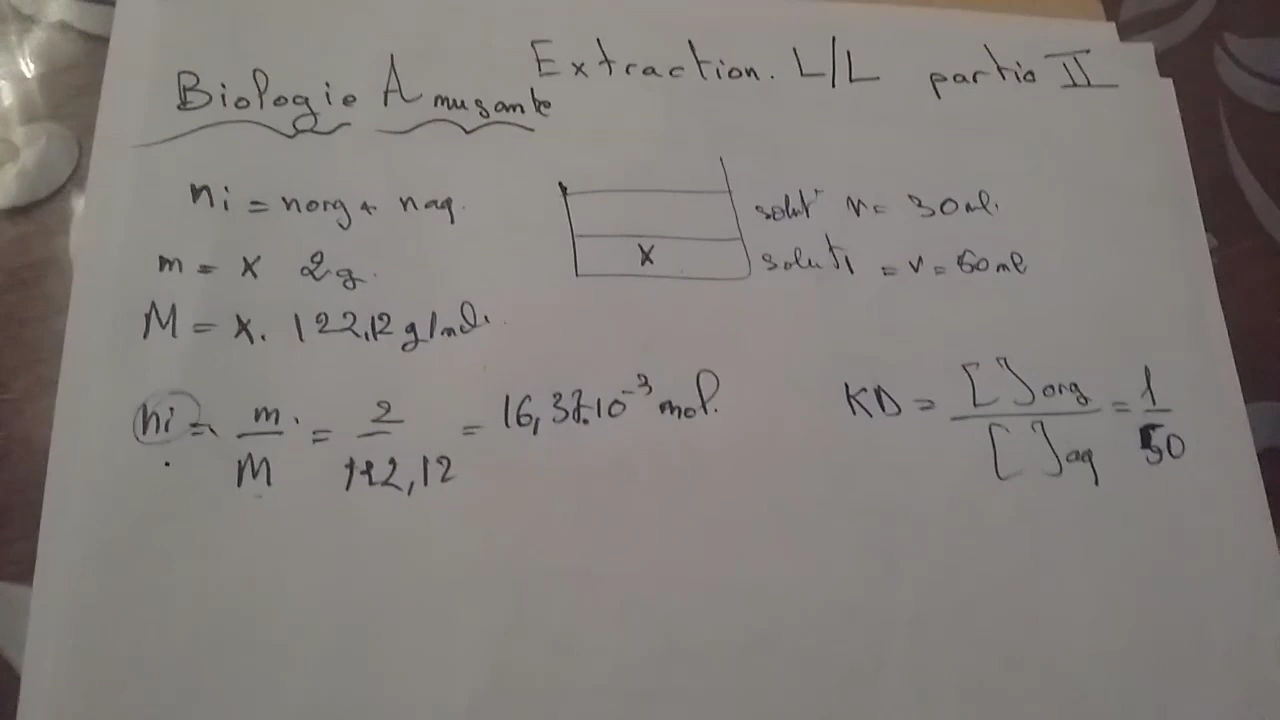 Biologie Amusante Extraction. L/L partie II
ni = norg + naq.
solut° v = 30ml.
m = x 2g.
X
solut1 = v = 60ml
M = x. 122,12 g/mol.
ni = m/M = 2/122,12 = 16,37.10⁻³ mol.
KD = [ ]org/[ ]aq = 1/50